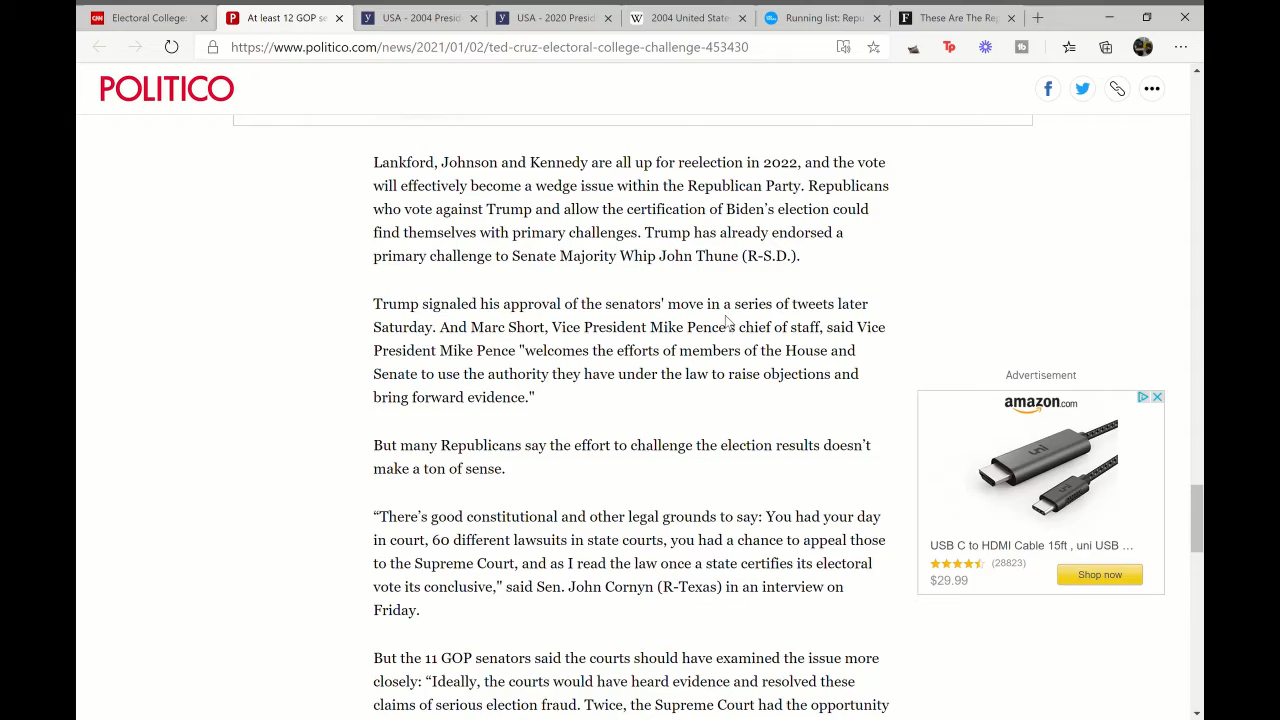 Electoral College:
At least 12 GOP se
USA - 2004 Presid
USA - 2020 Presid
2004 United State
Running list: Repu
These Are The Rep
https://www.politico.com/news/2021/01/02/ted-cruz-electoral-college-challenge-453430
POLITICO
Lankford, Johnson and Kennedy are all up for reelection in 2022, and the vote
will effectively become a wedge issue within the Republican Party. Republicans
who vote against Trump and allow the certification of Biden's election could
find themselves with primary challenges. Trump has already endorsed a
primary challenge to Senate Majority Whip John Thune (R-S.D.).
Trump signaled his approval of the senators' move in a series of tweets later
Saturday. And Marc Short, Vice President Mike Pence's chief of staff, said Vice
President Mike Pence "welcomes the efforts of members of the House and
Senate to use the authority they have under the law to raise objections and
bring forward evidence."
But many Republicans say the effort to challenge the election results doesn't
make a ton of sense.
“There's good constitutional and other legal grounds to say: You had your day
in court, 60 different lawsuits in state courts, you had a chance to appeal those
to the Supreme Court, and as I read the law once a state certifies its electoral
vote its conclusive," said Sen. John Cornyn (R-Texas) in an interview on
Friday.
But the 11 GOP senators said the courts should have examined the issue more
closely: “Ideally, the courts would have heard evidence and resolved these
claims of serious election fraud. Twice, the Supreme Court had the opportunity
Advertisement
amazon.com
uni
USB C to HDMI Cable 15ft , uni USB ...
(28823)
$29.99
Shop now